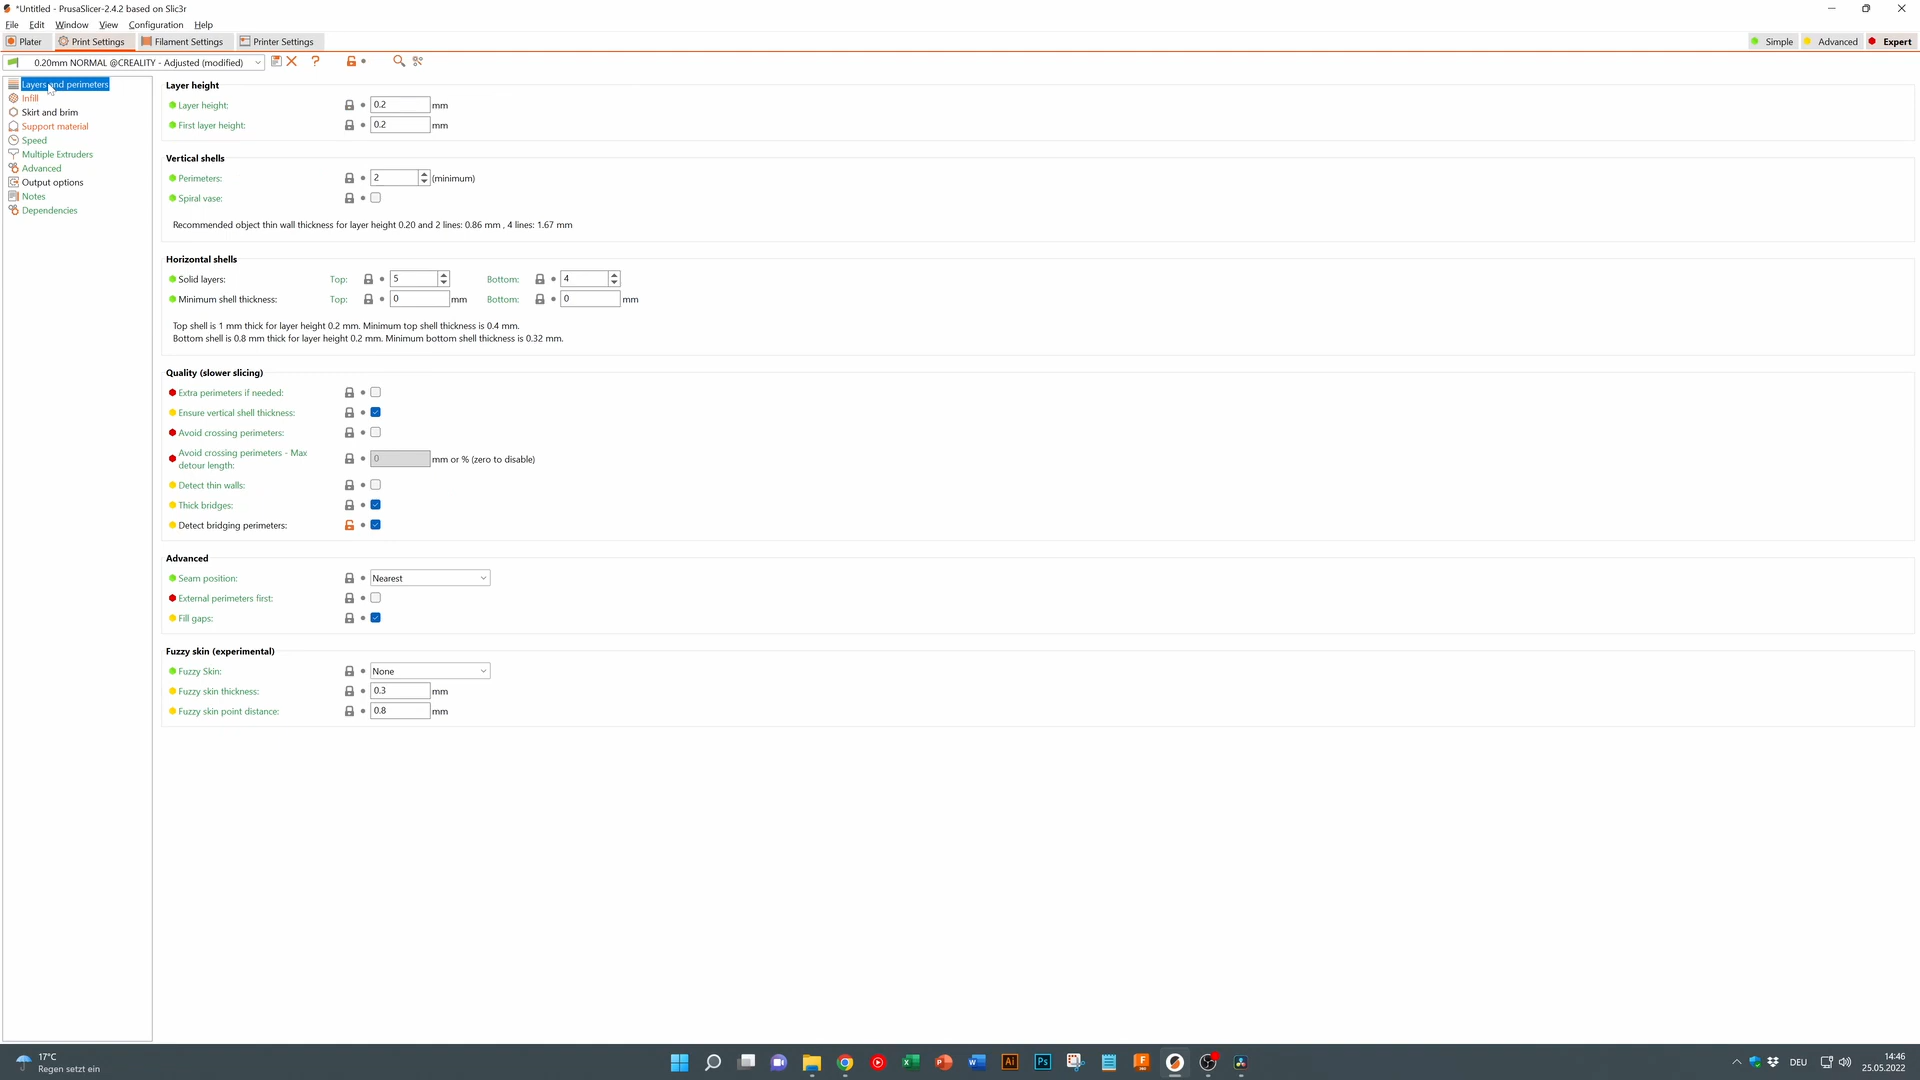 *Untitled - PrusaSlicer-2.4.2 based on Slic3r
File Edit Window View Configuration Help
Plater Print Settings Filament Settings Printer Settings Simple Advanced Expert
0.20mm NORMAL @CREALITY - Adjusted (modified) ?
Layers and perimeters
Infill
Skirt and brim
Support material
Speed
Multiple Extruders
Advanced
Output options
Notes
Dependencies
Layer height
Layer height: 0.2 mm
First layer height: 0.2 mm
Vertical shells
Perimeters: 2 (minimum)
Spiral vase:
Recommended object thin wall thickness for layer height 0.20 and 2 lines: 0.86 mm , 4 lines: 1.67 mm
Horizontal shells
Solid layers: Top: 5 Bottom: 4
Minimum shell thickness: Top: 0 mm Bottom: 0 mm
Top shell is 1 mm thick for layer height 0.2 mm. Minimum top shell thickness is 0.4 mm.
Bottom shell is 0.8 mm thick for layer height 0.2 mm. Minimum bottom shell thickness is 0.32 mm.
Quality (slower slicing)
Extra perimeters if needed:
Ensure vertical shell thickness:
Avoid crossing perimeters:
Avoid crossing perimeters - Max
detour length: 0 mm or % (zero to disable)
Detect thin walls:
Thick bridges:
Detect bridging perimeters:
Advanced
Seam position: Nearest
External perimeters first:
Fill gaps:
Fuzzy skin (experimental)
Fuzzy Skin: None
Fuzzy skin thickness: 0.3 mm
Fuzzy skin point distance: 0.8 mm
17°C
Regen setzt ein
Ai
Ps
DEU
14:46
25.05.2022